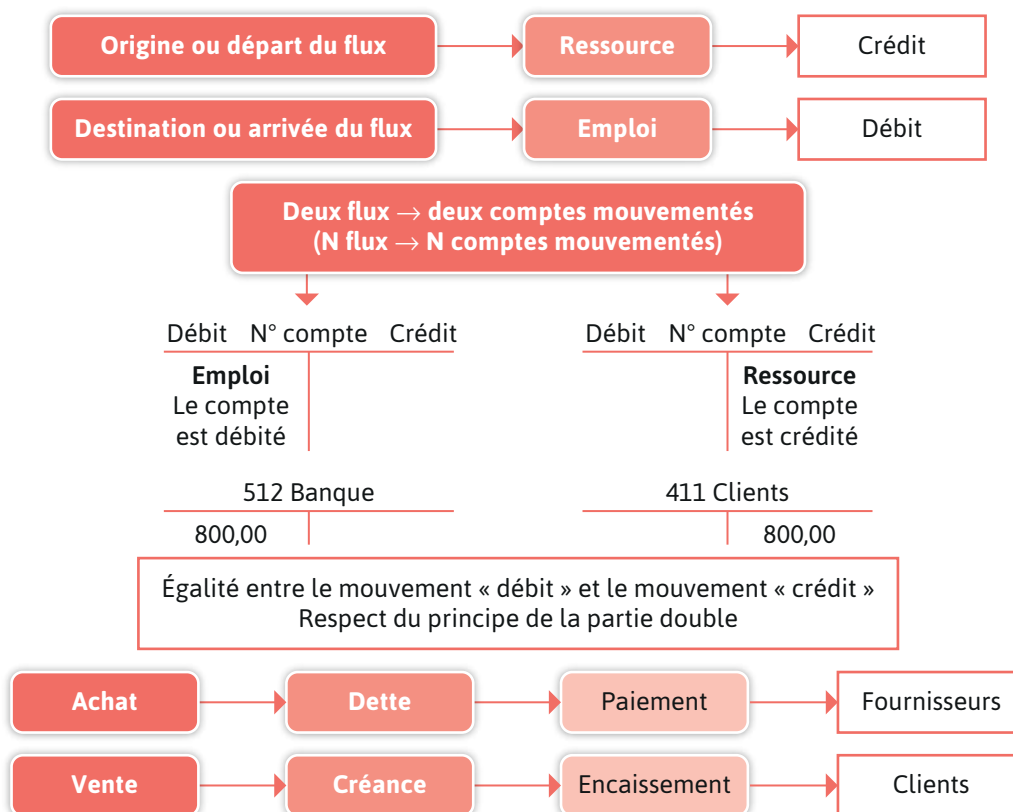 Origine ou départ du flux → Ressource → Crédit
Destination ou arrivée du flux → Emploi → Débit
Deux flux → deux comptes mouvementés
(N flux → N comptes mouvementés)
Débit N° compte Crédit
Emploi
Le compte
est débité
Débit N° compte Crédit
Ressource
Le compte
est crédité
512 Banque
800,00
411 Clients
800,00
Égalité entre le mouvement « débit » et le mouvement « crédit »
Respect du principe de la partie double
Achat → Dette → Paiement → Fournisseurs
Vente → Créance → Encaissement → Clients